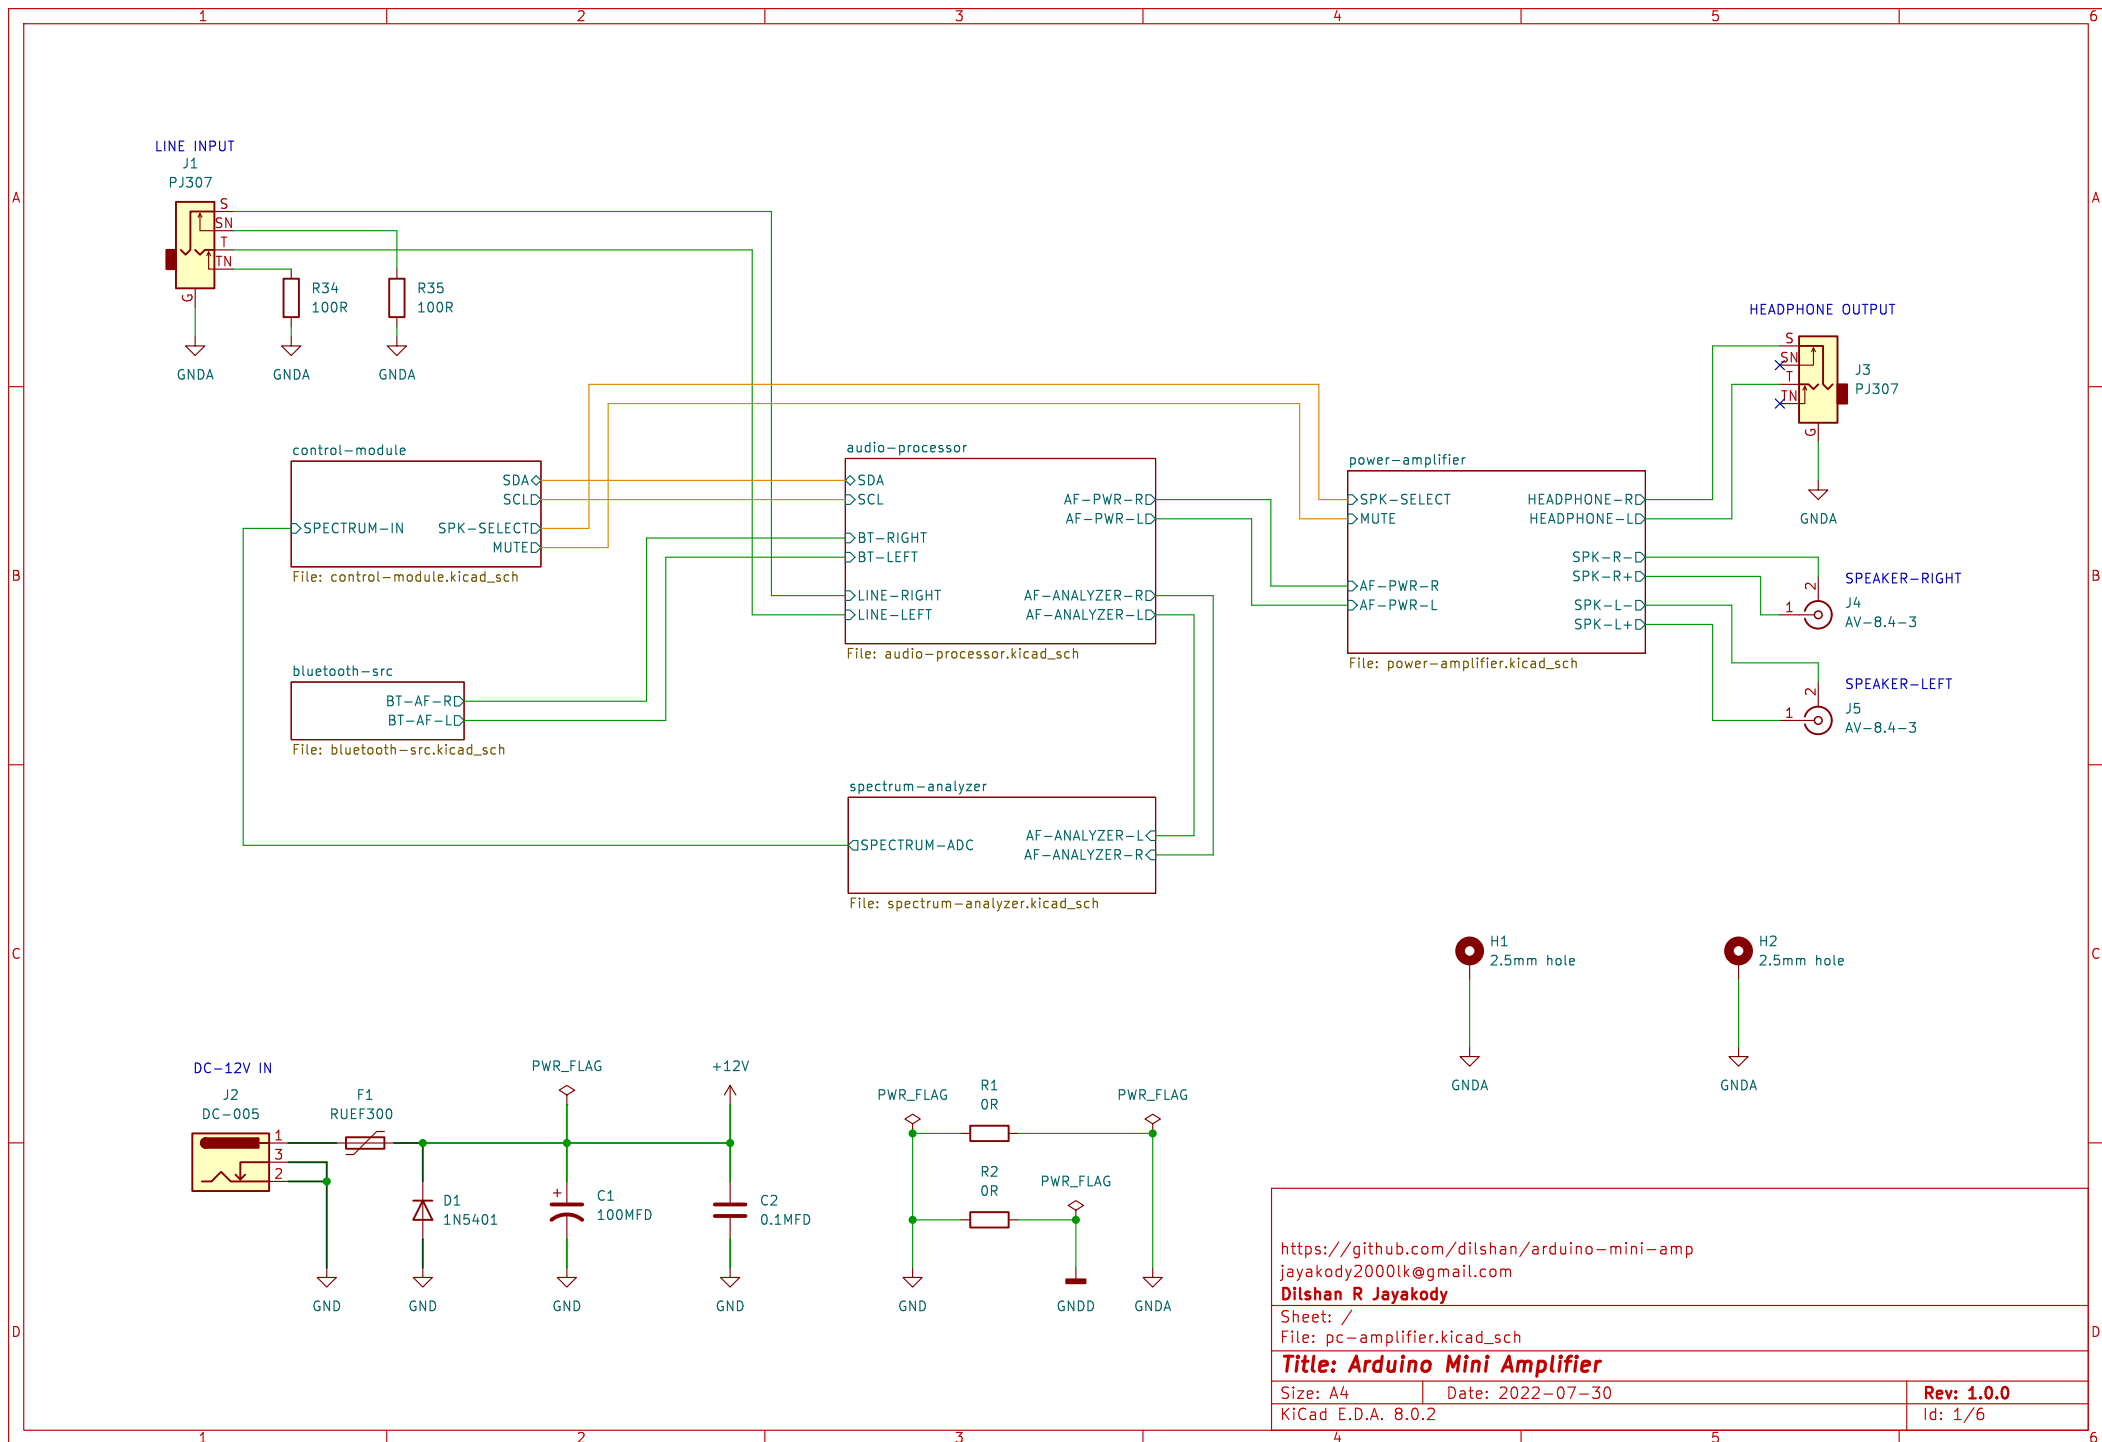 1 2 3 4 5 6
A A
B B
C C
D D
LINE INPUT
J1
PJ307
S
SN
T
TN
G
R34
100R
R35
100R
GNDA
GNDA
GNDA
HEADPHONE OUTPUT
S
SN
T
TN
G
J3
PJ307
GNDA
control-module
SDA
SCL
SPECTRUM-IN
SPK-SELECT
MUTE
File: control-module.kicad_sch
audio-processor
SDA
SCL
BT-RIGHT
BT-LEFT
LINE-RIGHT
LINE-LEFT
AF-PWR-R
AF-PWR-L
AF-ANALYZER-R
AF-ANALYZER-L
File: audio-processor.kicad_sch
power-amplifier
SPK-SELECT
MUTE
AF-PWR-R
AF-PWR-L
HEADPHONE-R
HEADPHONE-L
SPK-R-
SPK-R+
SPK-L-
SPK-L+
File: power-amplifier.kicad_sch
SPEAKER-RIGHT
2
1
J4
AV-8.4-3
SPEAKER-LEFT
2
1
J5
AV-8.4-3
bluetooth-src
BT-AF-R
BT-AF-L
File: bluetooth-src.kicad_sch
spectrum-analyzer
SPECTRUM-ADC
AF-ANALYZER-L
AF-ANALYZER-R
File: spectrum-analyzer.kicad_sch
H1
2.5mm hole
GNDA
H2
2.5mm hole
GNDA
DC-12V IN
J2
DC-005
1
3
2
F1
RUEF300
PWR_FLAG
+12V
D1
1N5401
+
C1
100MFD
C2
0.1MFD
GND
GND
GND
GND
PWR_FLAG
R1
0R
PWR_FLAG
R2
0R
PWR_FLAG
GND
GNDD
GNDA
https://github.com/dilshan/arduino-mini-amp
jayakody2000lk@gmail.com
Dilshan R Jayakody
Sheet: /
File: pc-amplifier.kicad_sch
Title: Arduino Mini Amplifier
Size: A4 Date: 2022-07-30 Rev: 1.0.0
KiCad E.D.A. 8.0.2 Id: 1/6
1 2 3 4 5 6